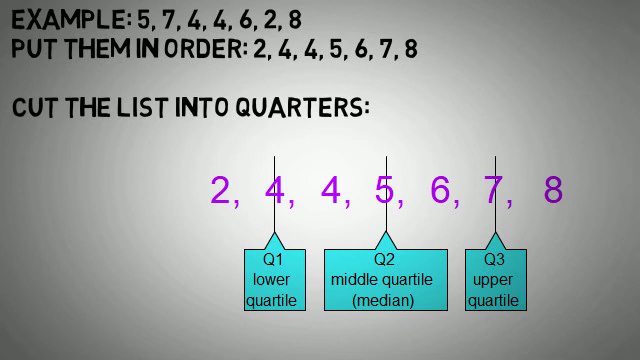 EXAMPLE: 5, 7, 4, 4, 6, 2, 8
PUT THEM IN ORDER: 2, 4, 4, 5, 6, 7, 8
CUT THE LIST INTO QUARTERS:
2, 4, 4, 5, 6, 7, 8
Q1
lower
quartile
Q2
middle quartile
(median)
Q3
upper
quartile